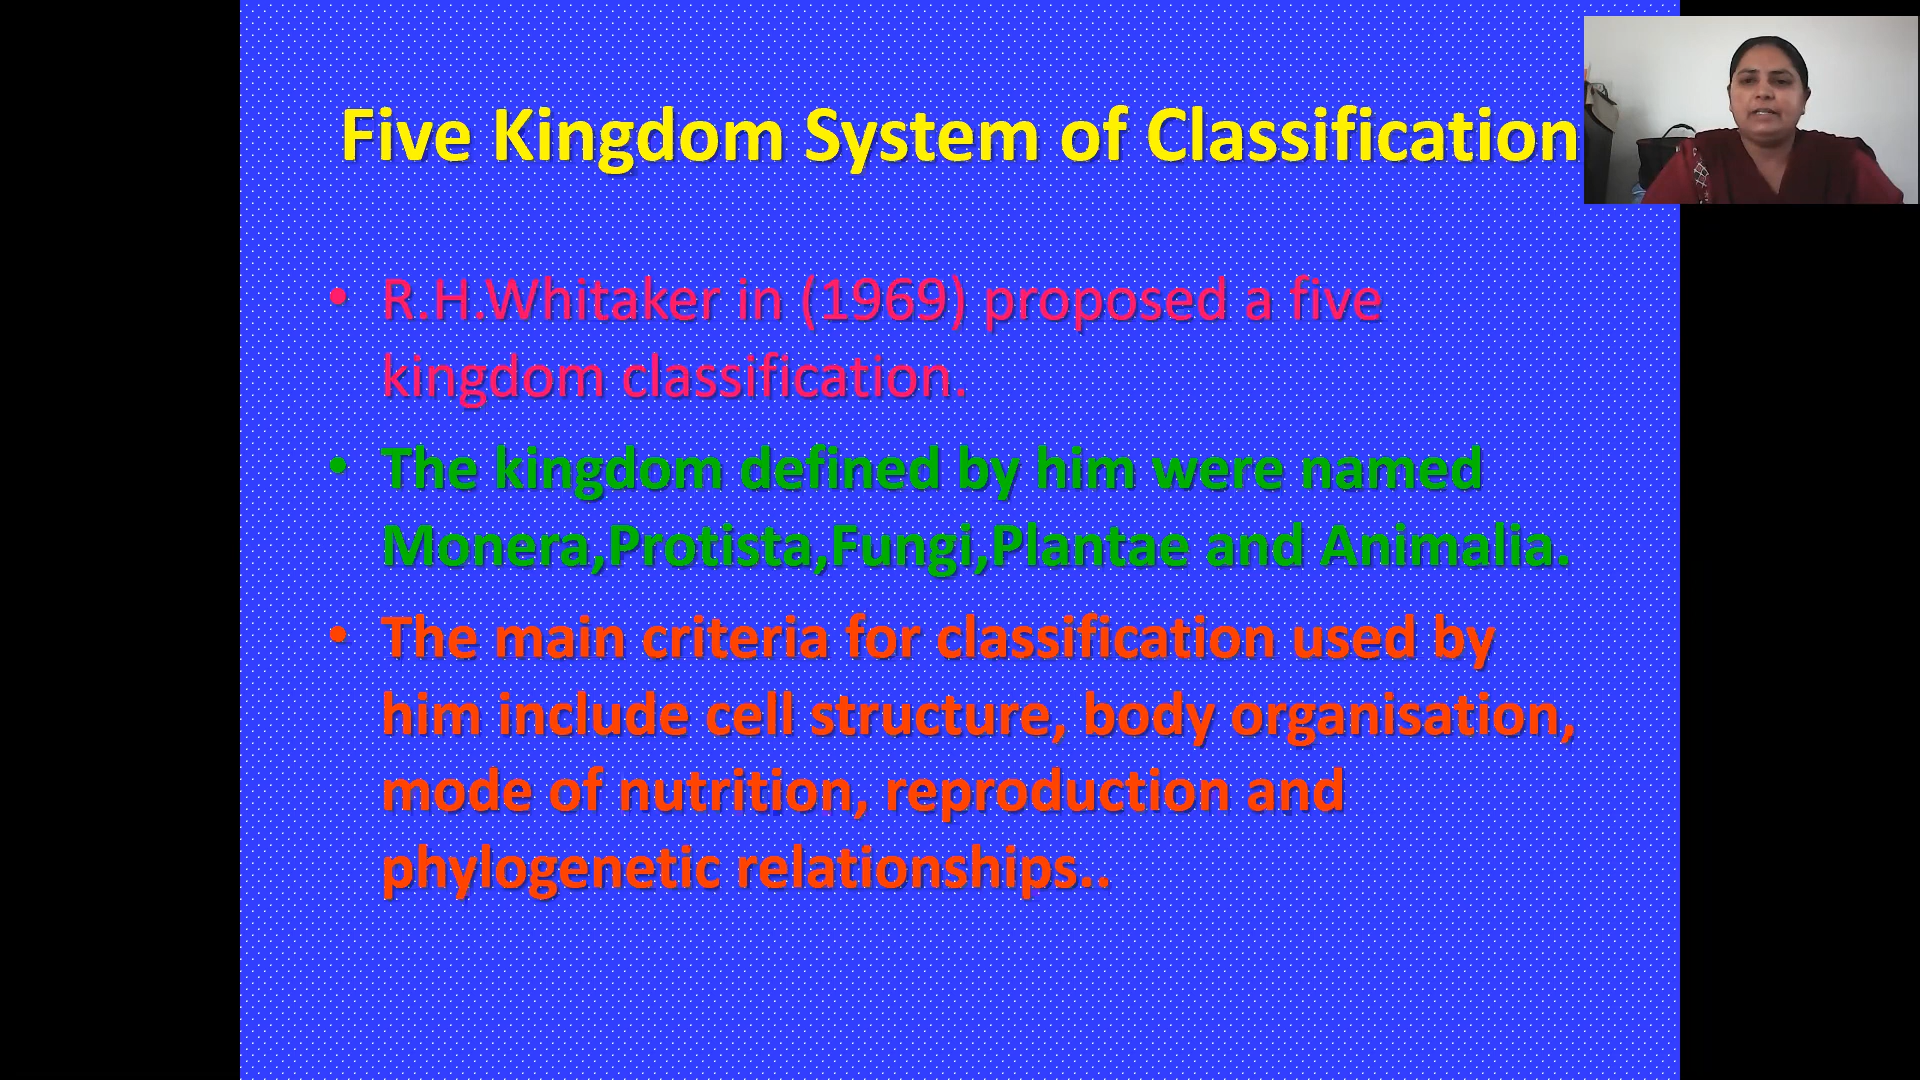 Five Kingdom System of Classification
• R.H.Whitaker in (1969) proposed a five
kingdom classification.
• The kingdom defined by him were named
Monera,Protista,Fungi,Plantae and Animalia.
• The main criteria for classification used by
him include cell structure, body organisation,
mode of nutrition, reproduction and
phylogenetic relationships..